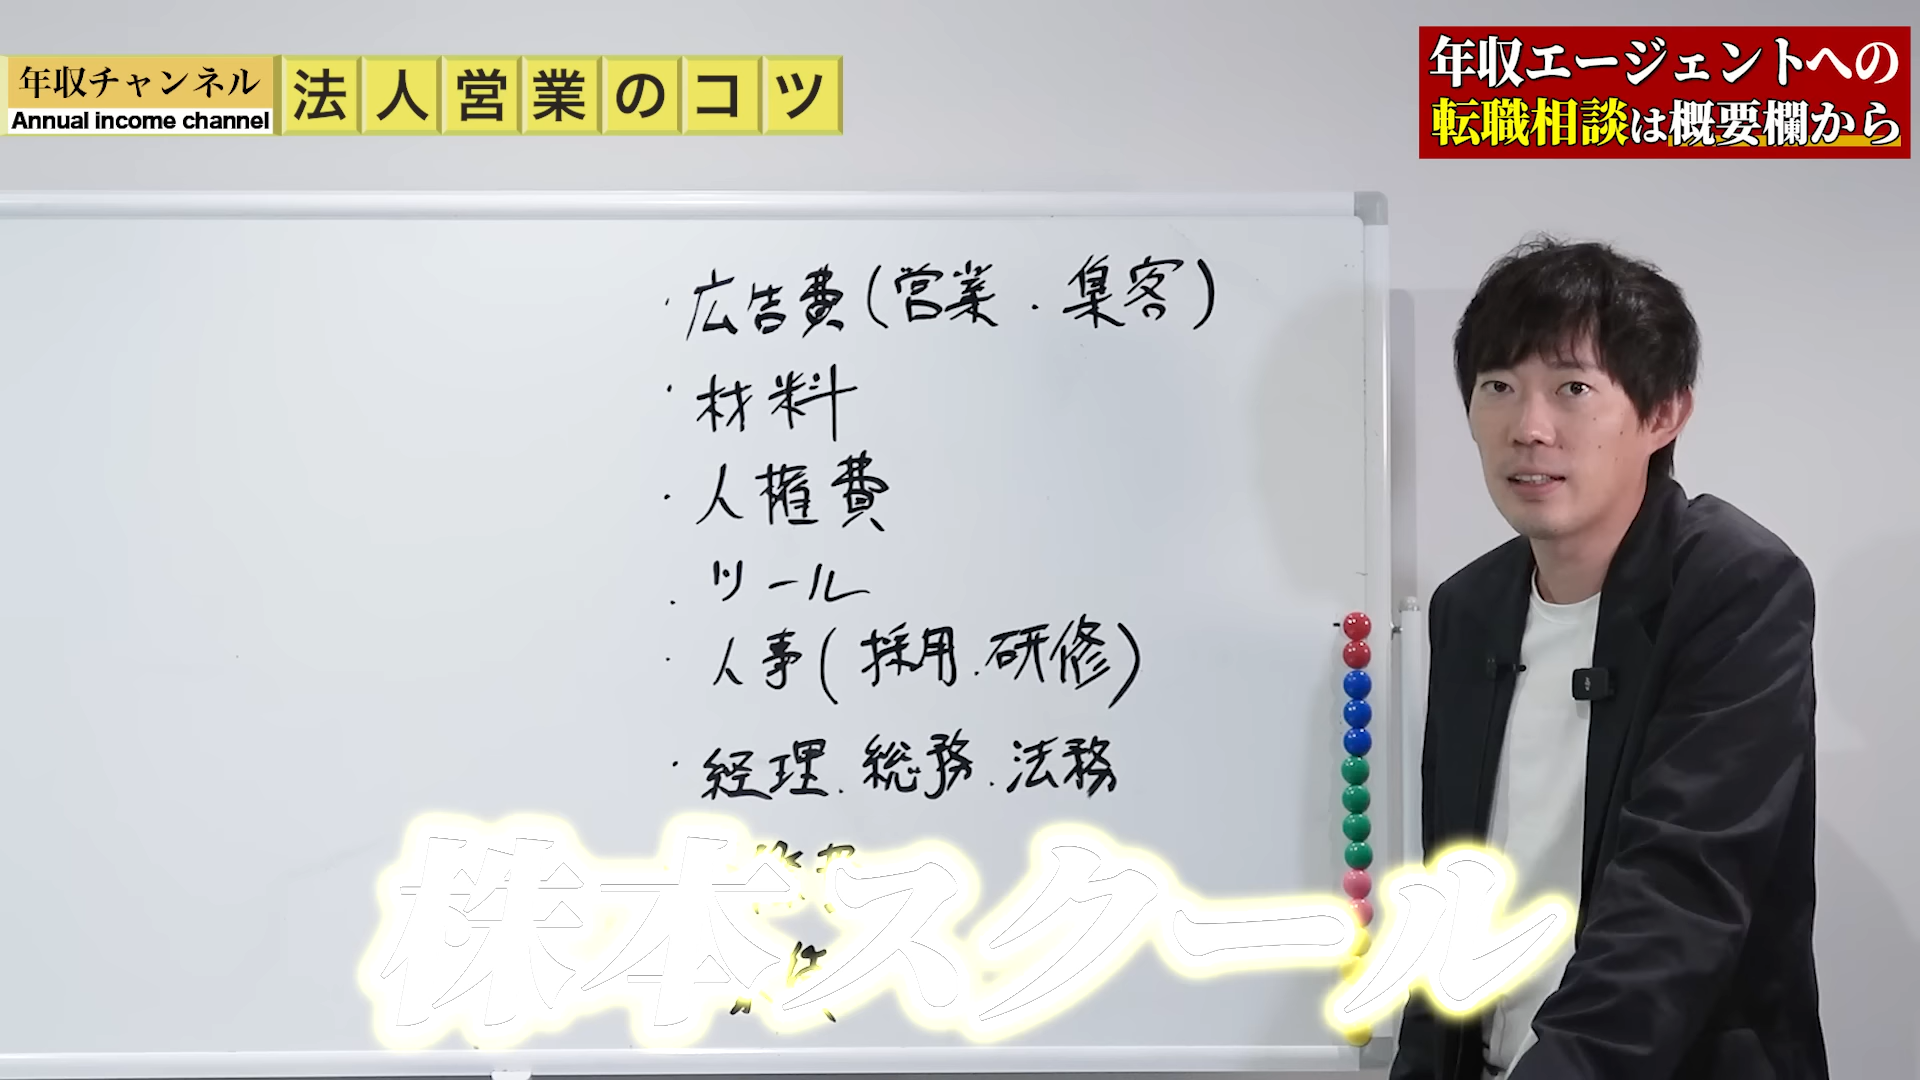 年収チャンネル
Annual income channel
法人営業のコツ
年収エージェントへの
転職相談は概要欄から
・広告費(営業・集客)
・材料
・人権費
・ツール
・人事(採用・研修)
・経理・総務・法務
株本スクール